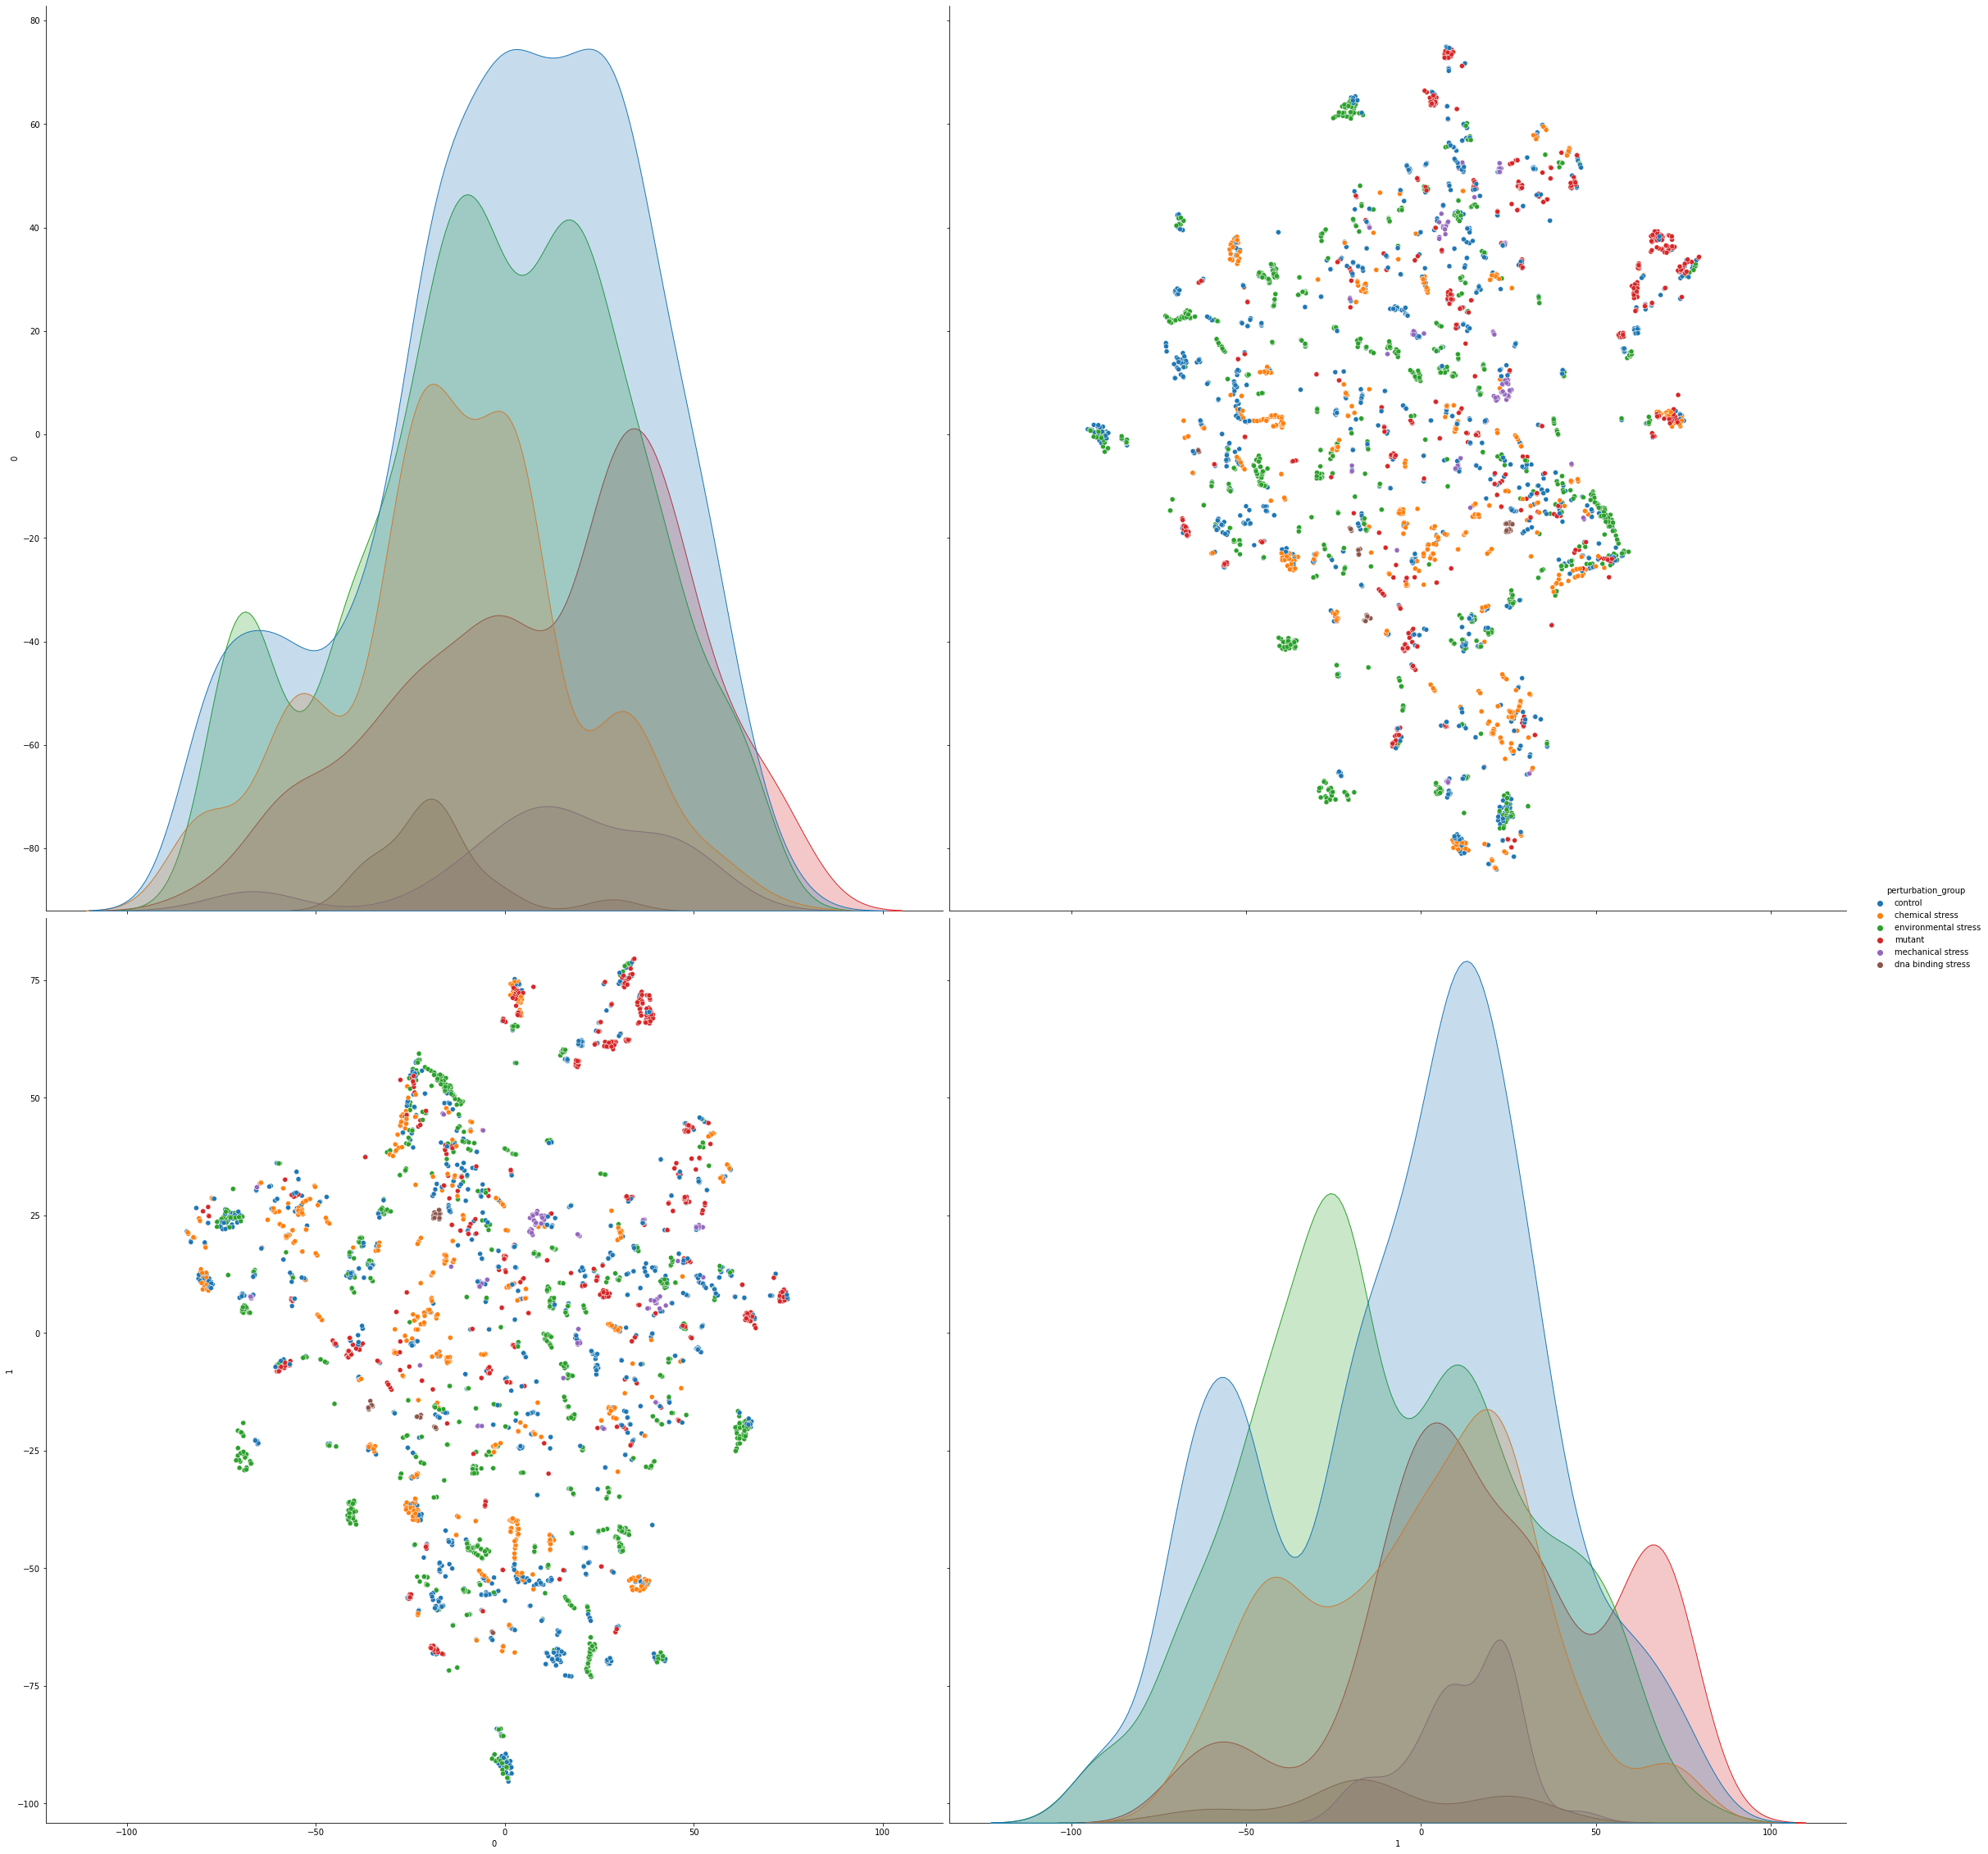 80
60
40
20
0
−20
−40
−60
−80
0
perturbation_group
control
chemical stress
environmental stress
mutant
mechanical stress
dna binding stress
75
50
25
0
−25
−50
−75
−100
1
−100 −50 0 50 100
0
−100 −50 0 50 100
1